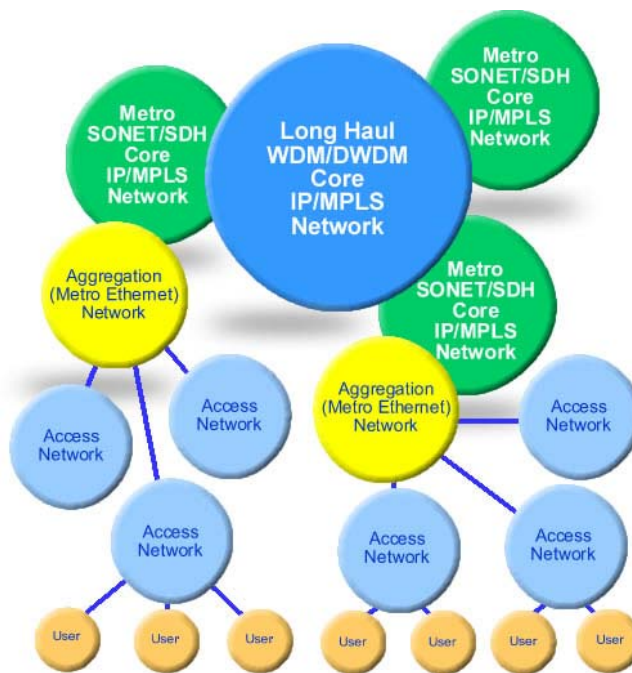 Metro
SONET/SDH
Core
IP/MPLS
Network
Metro
SONET/SDH
Core
IP/MPLS
Network
Long Haul
WDM/DWDM
Core
IP/MPLS
Network
Metro
SONET/SDH
Core
IP/MPLS
Network
Aggregation
(Metro Ethernet)
Network
Aggregation
(Metro Ethernet)
Network
Access
Network
Access
Network
Access
Network
Access
Network
Access
Network
Access
Network
User
User
User
User
User
User
User